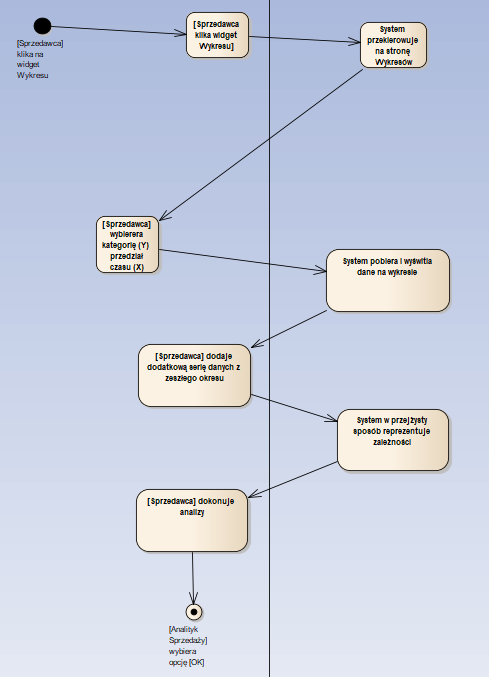 [Sprzedawca]
klika na
widget
Wykresu
[Sprzedawca
klika widget
Wykresu]
System
przekierowuje
na stronę
Wykresów
[Sprzedawca]
wybierera
kategorię (Y)
przedział
czasu (X)
System pobiera i wyświtla
dane na wykresie
[Sprzedawca] dodaje
dodatkową serię danych z
zeszłego okresu
System w przejżysty
sposób reprezentuje
zależności
[Sprzedawca] dokonuje
analizy
[Analityk
Sprzedaży]
wybiera
opcję [OK]